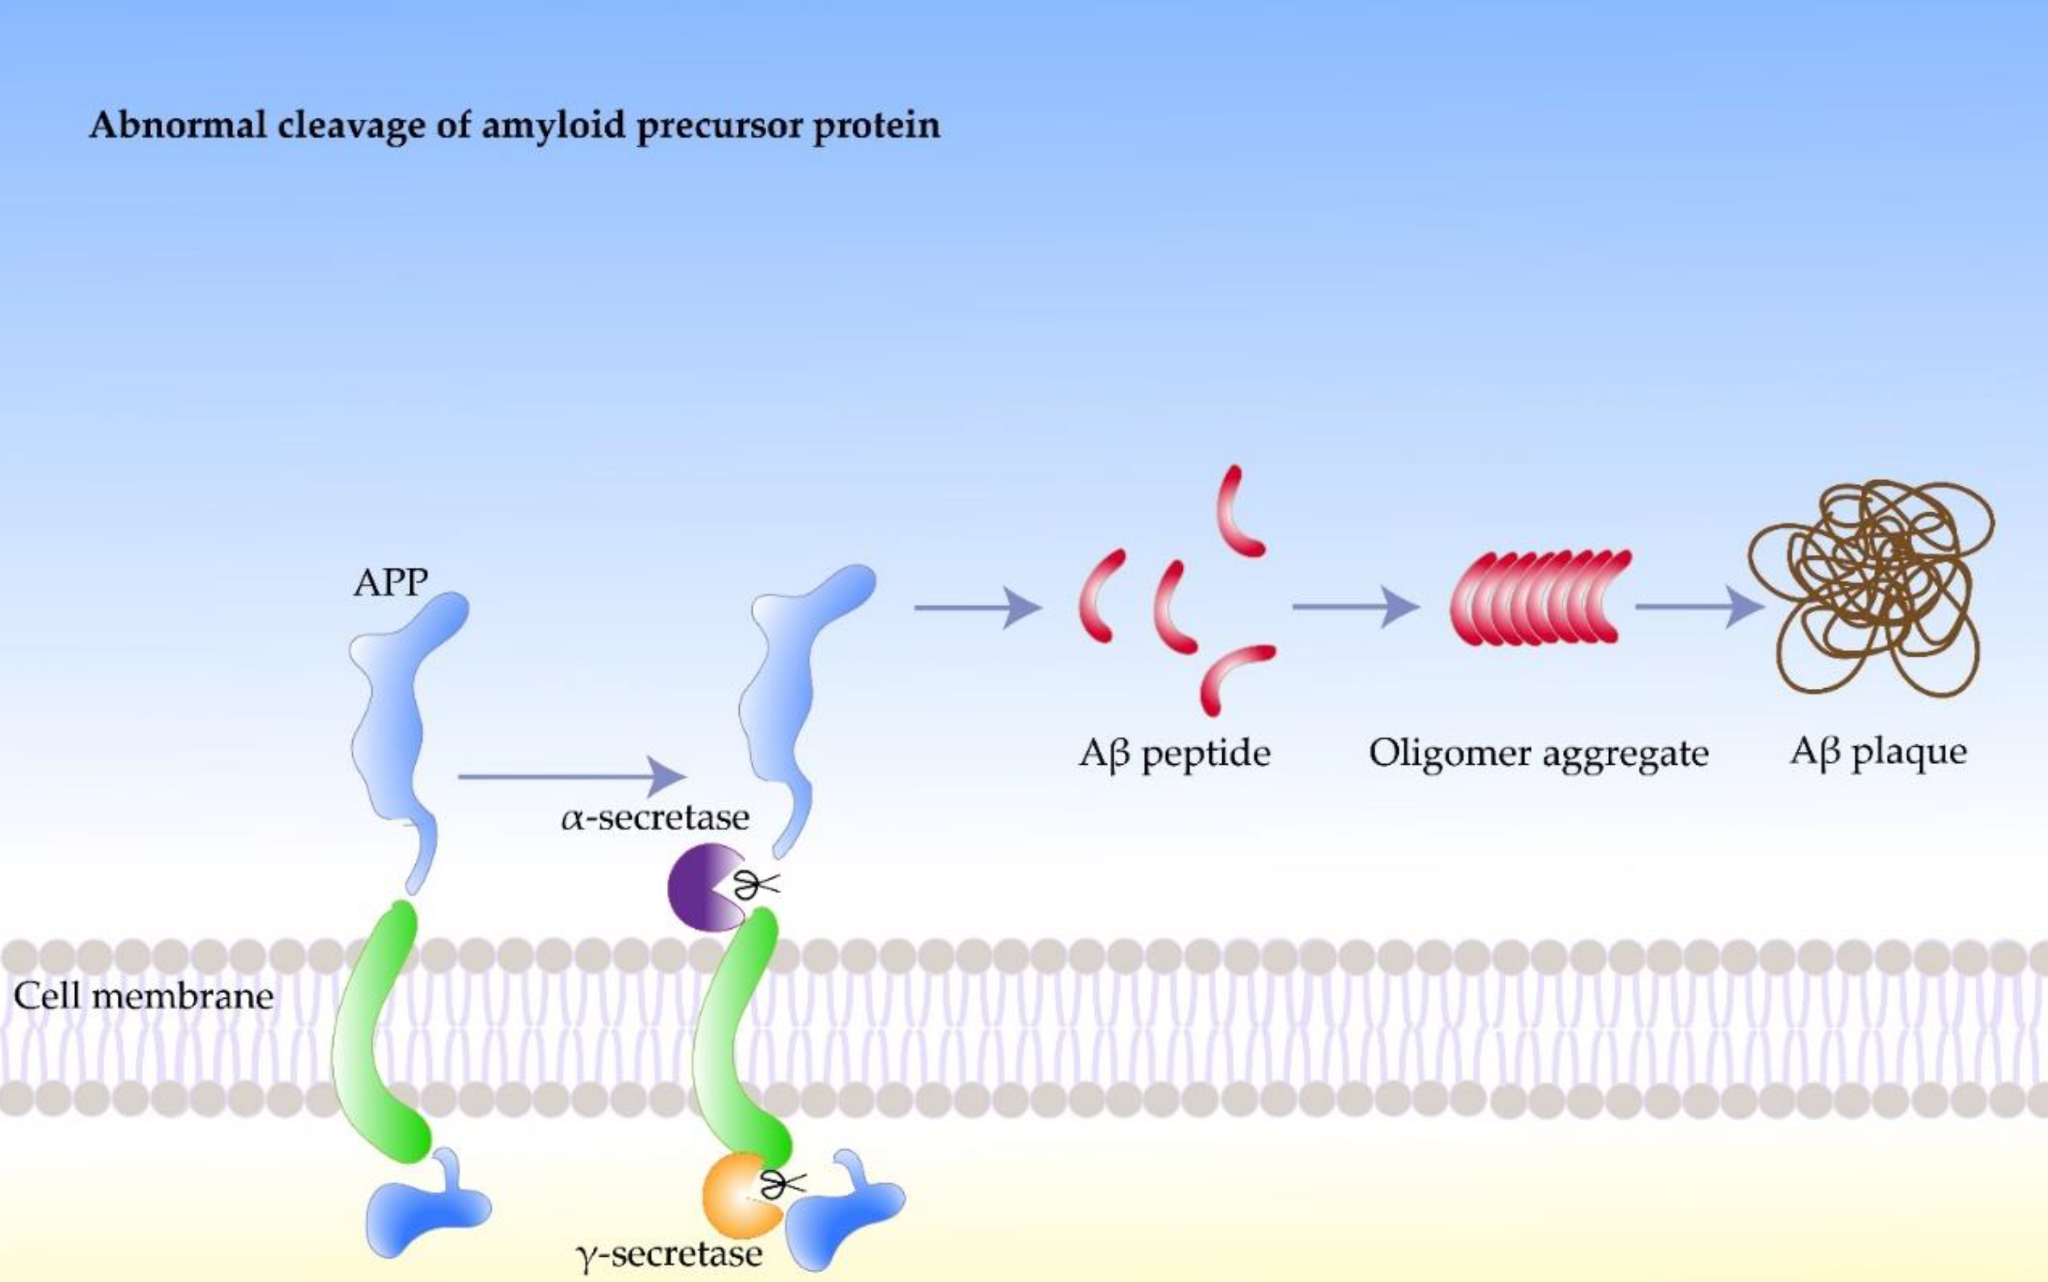 Abnormal cleavage of amyloid precursor protein
APP
α-secretase
Aβ peptide
Oligomer aggregate
Aβ plaque
Cell membrane
γ-secretase